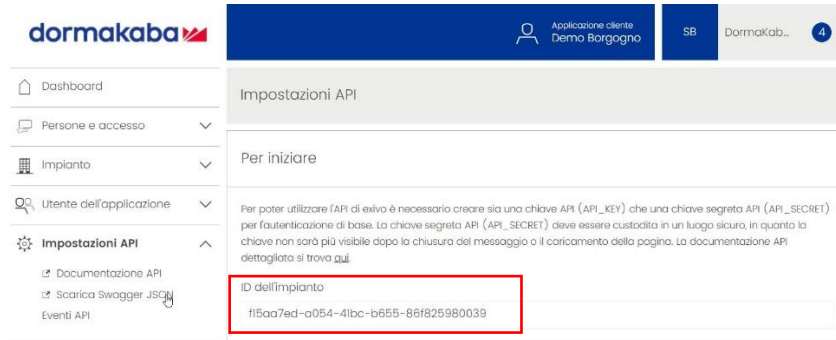 dormakaba
Applicazione cliente
Demo Borgogno
SB
DormaKab...
4
Dashboard
Persone e accesso
Impianto
Utente dell'applicazione
Impostazioni API
Documentazione API
Scarica Swagger JSON
Eventi API
Impostazioni API
Per iniziare
Per poter utilizzare l'API di exivo è necessario creare sia una chiave API (API_KEY) che una chiave segreta API (API_SECRET)
per l'autenticazione di base. La chiave segreta API (API_SECRET) deve essere custodita in un luogo sicuro, in quanto la
chiave non sarà più visibile dopo la chiusura del messaggio o il caricamento della pagina. La documentazione API
dettagliata si trova qui.
ID dell'impianto
f15aa7ed-a054-41bc-b655-86f825980039